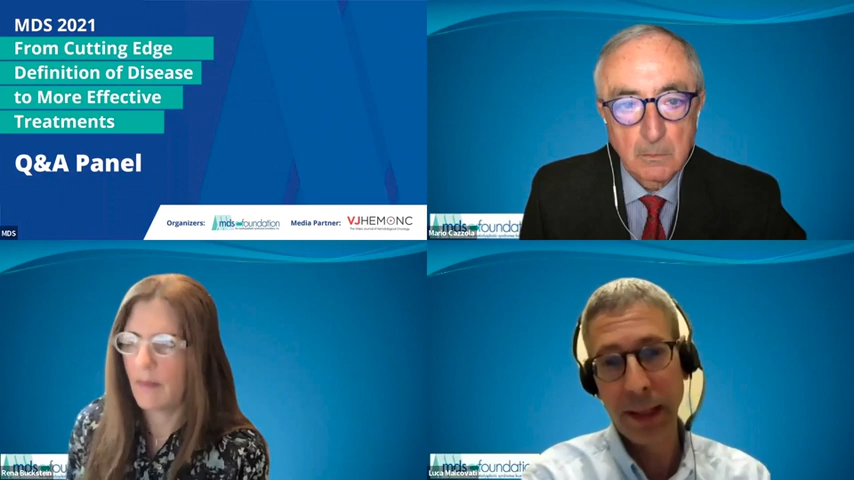 MDS 2021
From Cutting Edge
Definition of Disease
to More Effective
Treatments
Q&A Panel
Organizers: mds foundation Media Partner: VJHEMONC
MDS
mds foundation
Mario Cazzola
mds foundation
Rena Buckstein
mds foundation
Luca Malcovati